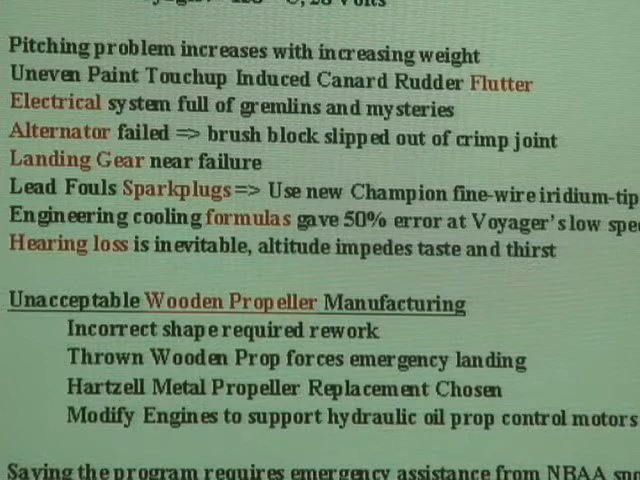 Pitching problem increases with increasing weight
Uneven Paint Touchup Induced Canard Rudder Flutter
Electrical system full of gremlins and mysteries
Alternator failed => brush block slipped out of crimp joint
Landing Gear near failure
Lead Fouls Sparkplugs=> Use new Champion fine-wire iridium-tip
Engineering cooling formulas gave 50% error at Voyager's low spe
Hearing loss is inevitable, altitude impedes taste and thirst
Unacceptable Wooden Propeller Manufacturing
Incorrect shape required rework
Thrown Wooden Prop forces emergency landing
Hartzell Metal Propeller Replacement Chosen
Modify Engines to support hydraulic oil prop control motors
Saving the program requires emergency assistance from NBAA